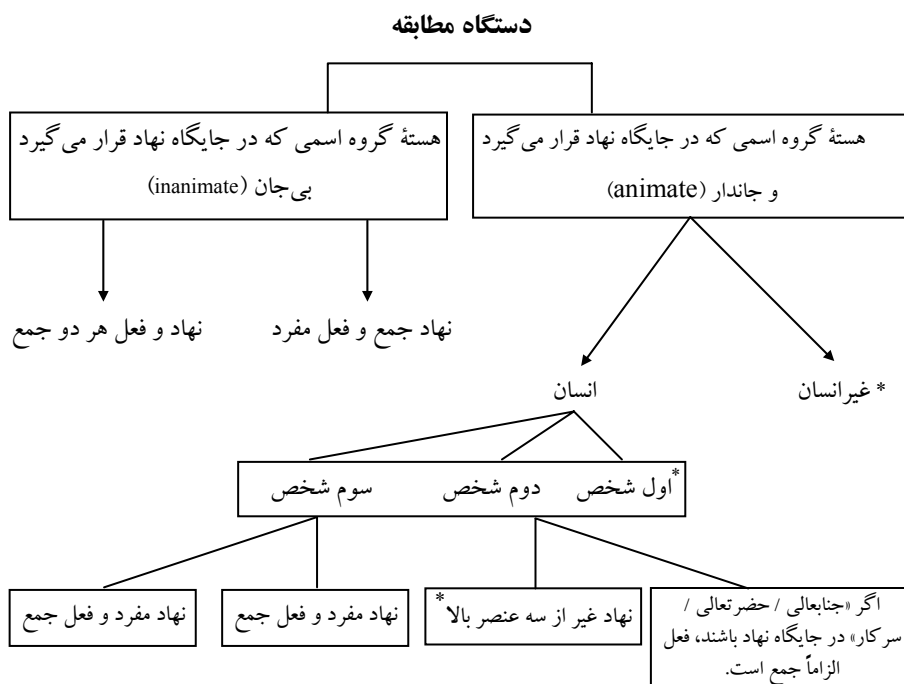 دستگاه مطابقه
هستۀ گروه اسمی که در جایگاه نهاد قرار می‌گیرد
و جاندار (animate)
هستۀ گروه اسمی که در جایگاه نهاد قرار می‌گیرد
بی‌جان (inanimate)
نهاد جمع و فعل مفرد
نهاد و فعل هر دو جمع
* غیرانسان
انسان
*اول شخص
دوم شخص
سوم شخص
اگر «جنابعالی / حضرتعالی /
سرکار» در جایگاه نهاد باشند، فعل
الزاماً جمع است.
نهاد غیر از سه عنصر بالا*
نهاد مفرد و فعل جمع
نهاد مفرد و فعل جمع